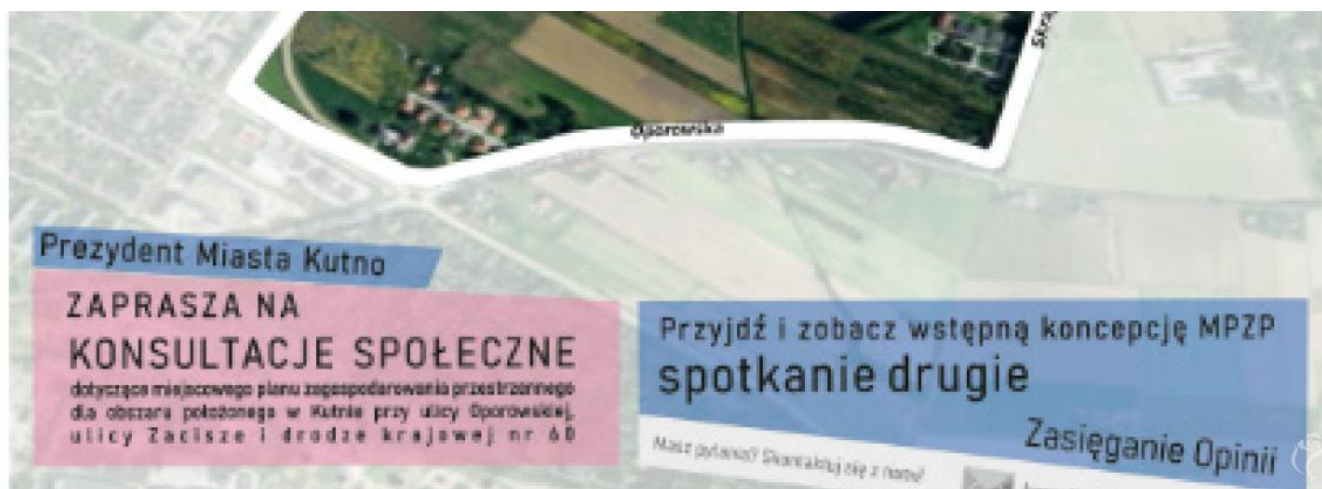 Oporowska
Prezydent Miasta Kutno
ZAPRASZA NA
KONSULTACJE SPOŁECZNE
dotyczące miejscowego planu zagospodarowania przestrzennego
dla obszaru położonego w Kutnie przy ulicy Oporowskiej,
ulicy Zacisze i drodze krajowej nr 60
Przyjdź i zobacz wstępną koncepcję MPZP
spotkanie drugie
Zasięganie Opinii
Masz pytania? Skontaktuj się z nami!